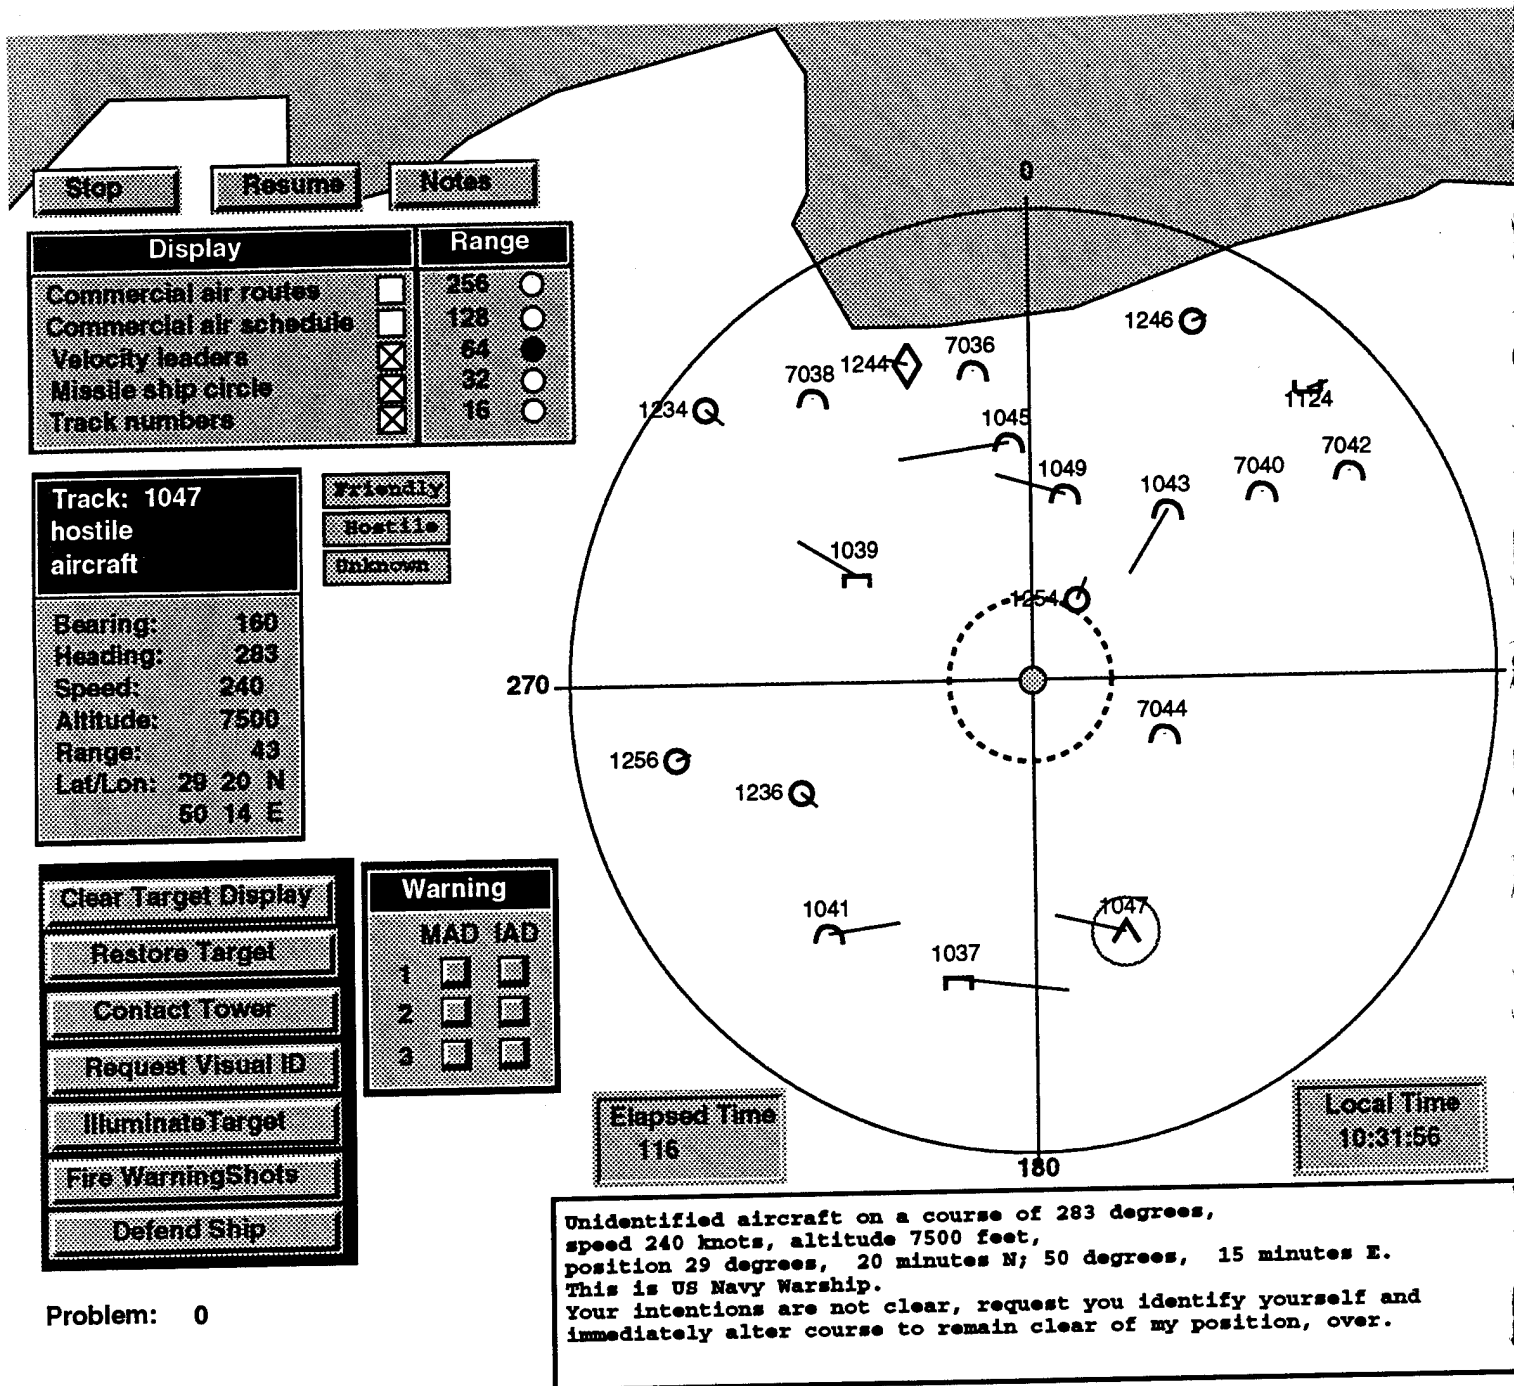 Stop
Resume
Notes
Display
Range
Commercial air routes
256
Commercial air schedule
128
Velocity leaders
64
Missile ship circle
32
Track numbers
16
Track: 1047
hostile
aircraft
Friendly
Hostile
Unknown
Bearing: 160
Heading: 283
Speed: 240
Altitude: 7500
Range: 43
Lat/Lon: 29 20 N
50 14 E
Clear Target Display
Restore Target
Contact Tower
Request Visual ID
IlluminateTarget
Fire WarningShots
Defend Ship
Warning
MAD IAD
1
2
3
Problem: 0
0
1246
7036
1244
7038
1124
1234
1045
7042
1049
7040
1043
1039
1254
270
7044
1256
1236
1047
1041
1037
180
Elapsed Time
116
Local Time
10:31:56
Unidentified aircraft on a course of 283 degrees,
speed 240 knots, altitude 7500 feet,
position 29 degrees, 20 minutes N; 50 degrees, 15 minutes E.
This is US Navy Warship.
Your intentions are not clear, request you identify yourself and
immediately alter course to remain clear of my position, over.